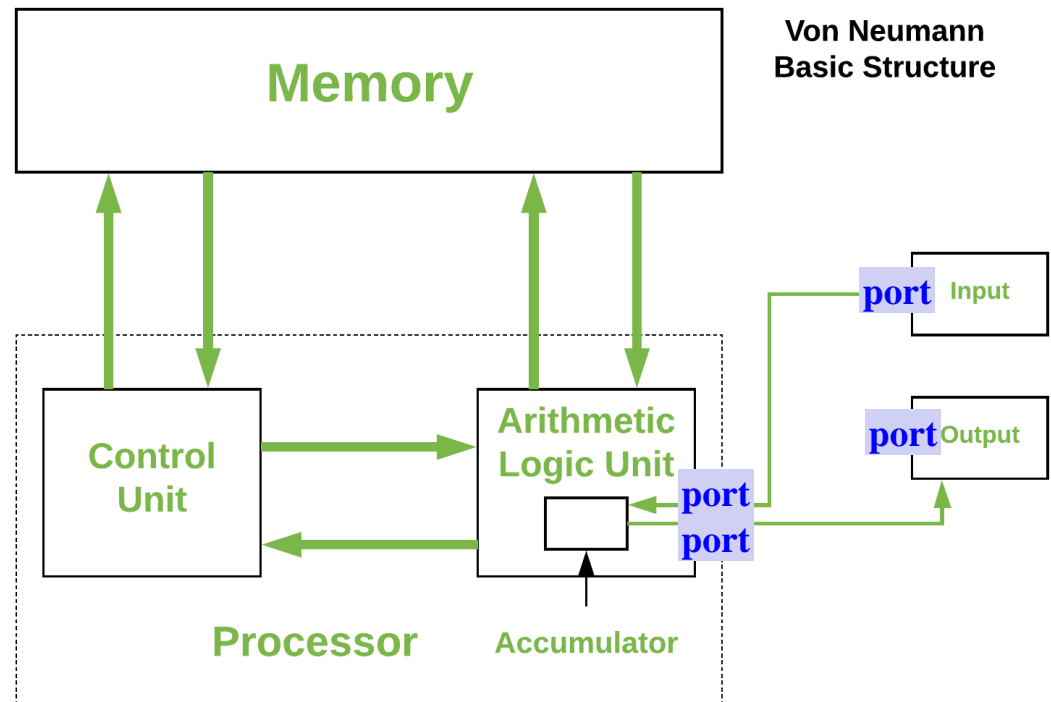 Von Neumann
Basic Structure
Memory
port
Input
port
Output
Control
Unit
Arithmetic
Logic Unit
port
port
Processor
Accumulator